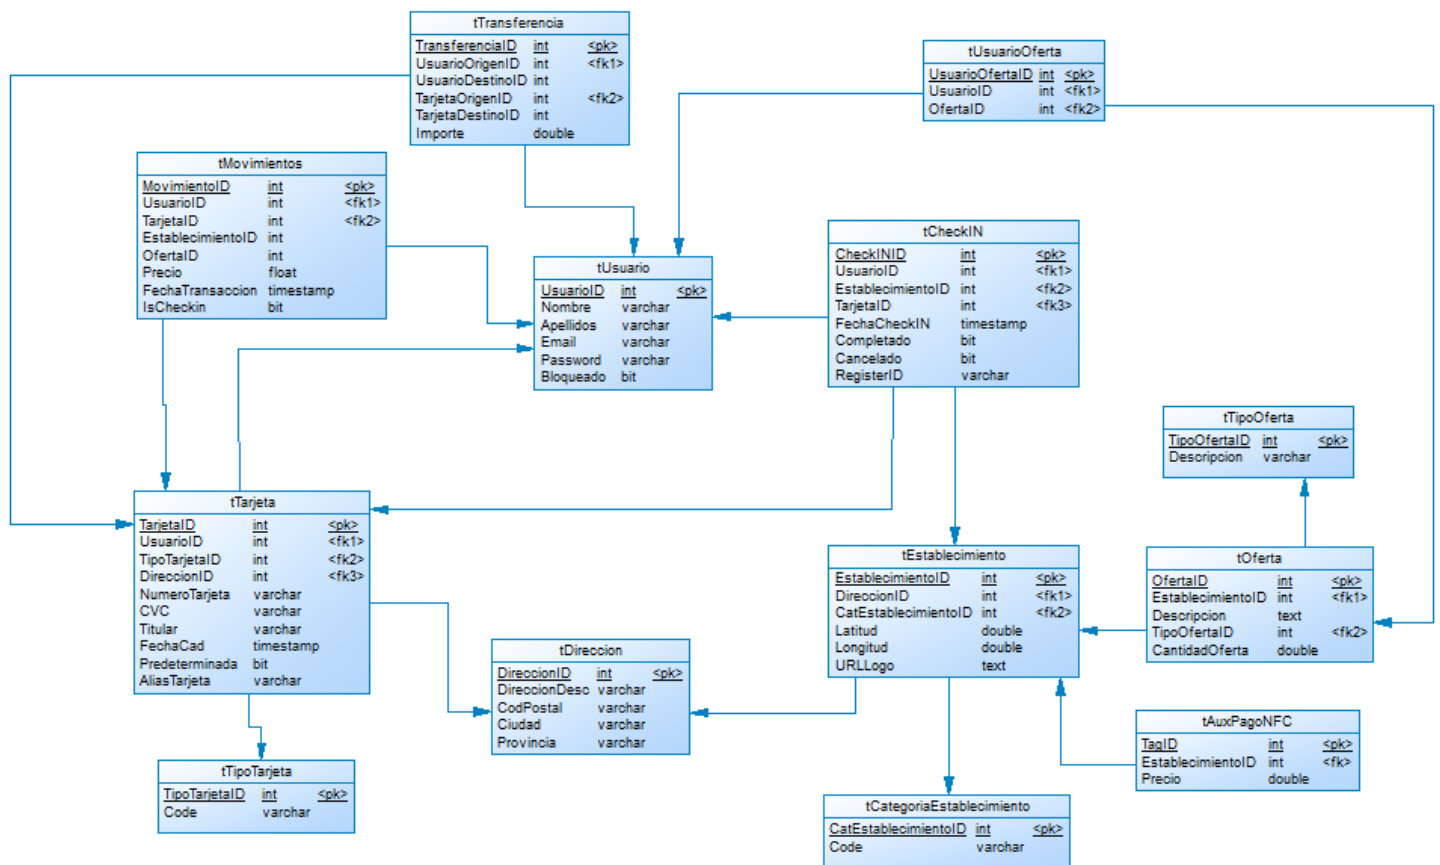 tTransferencia
TransferenciaID int <pk>
UsuarioOrigenID int <fk1>
UsuarioDestinoID int
TarjetaOrigenID int <fk2>
TarjetaDestinoID int
Importe double
tUsuarioOferta
UsuarioOfertaID int <pk>
UsuarioID int <fk1>
OfertaID int <fk2>
tMovimientos
MovimientoID int <pk>
UsuarioID int <fk1>
TarjetaID int <fk2>
EstablecimientoID int
OfertaID int
Precio float
FechaTransaccion timestamp
IsCheckin bit
tUsuario
UsuarioID int <pk>
Nombre varchar
Apellidos varchar
Email varchar
Password varchar
Bloqueado bit
tCheckIN
CheckINID int <pk>
UsuarioID int <fk1>
EstablecimientoID int <fk2>
TarjetaID int <fk3>
FechaCheckIN timestamp
Completado bit
Cancelado bit
RegisterID varchar
tTipoOferta
TipoOfertaID int <pk>
Descripcion varchar
tTarjeta
TarjetaID int <pk>
UsuarioID int <fk1>
TipoTarjetaID int <fk2>
DireccionID int <fk3>
NumeroTarjeta varchar
CVC varchar
Titular varchar
FechaCad timestamp
Predeterminada bit
AliasTarjeta varchar
tEstablecimiento
EstablecimientoID int <pk>
DireccionID int <fk1>
CatEstablecimientoID int <fk2>
Latitud double
Longitud double
URLLogo text
tOferta
OfertaID int <pk>
EstablecimientoID int <fk1>
Descripcion text
TipoOfertaID int <fk2>
CantidadOferta double
tDireccion
DireccionID int <pk>
DireccionDesc varchar
CodPostal varchar
Ciudad varchar
Provincia varchar
tAuxPagoNFC
TagID int <pk>
EstablecimientoID int <fk>
Precio double
tTipoTarjeta
TipoTarjetaID int <pk>
Code varchar
tCategoriaEstablecimiento
CatEstablecimientoID int <pk>
Code varchar